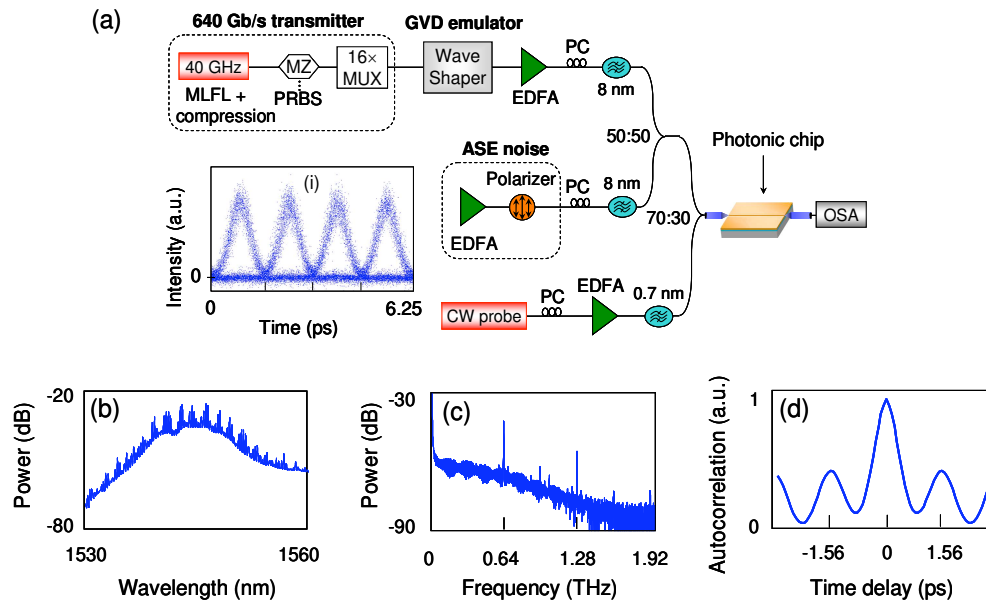 (a)
640 Gb/s transmitter
GVD emulator
40 GHz
MZ
16×
MUX
Wave
Shaper
PC
MLFL +
compression
PRBS
EDFA
8 nm
50:50
ASE noise
Polarizer
PC
8 nm
EDFA
70:30
Photonic chip
OSA
(i)
Intensity (a.u.)
0
0
6.25
Time (ps)
CW probe
PC
EDFA
0.7 nm
(b)
Power (dB)
-20
-80
1530
1560
Wavelength (nm)
(c)
Power (dB)
-30
-90
0
0.64
1.28
1.92
Frequency (THz)
(d)
Autocorrelation (a.u.)
1
0
-1.56
0
1.56
Time delay (ps)